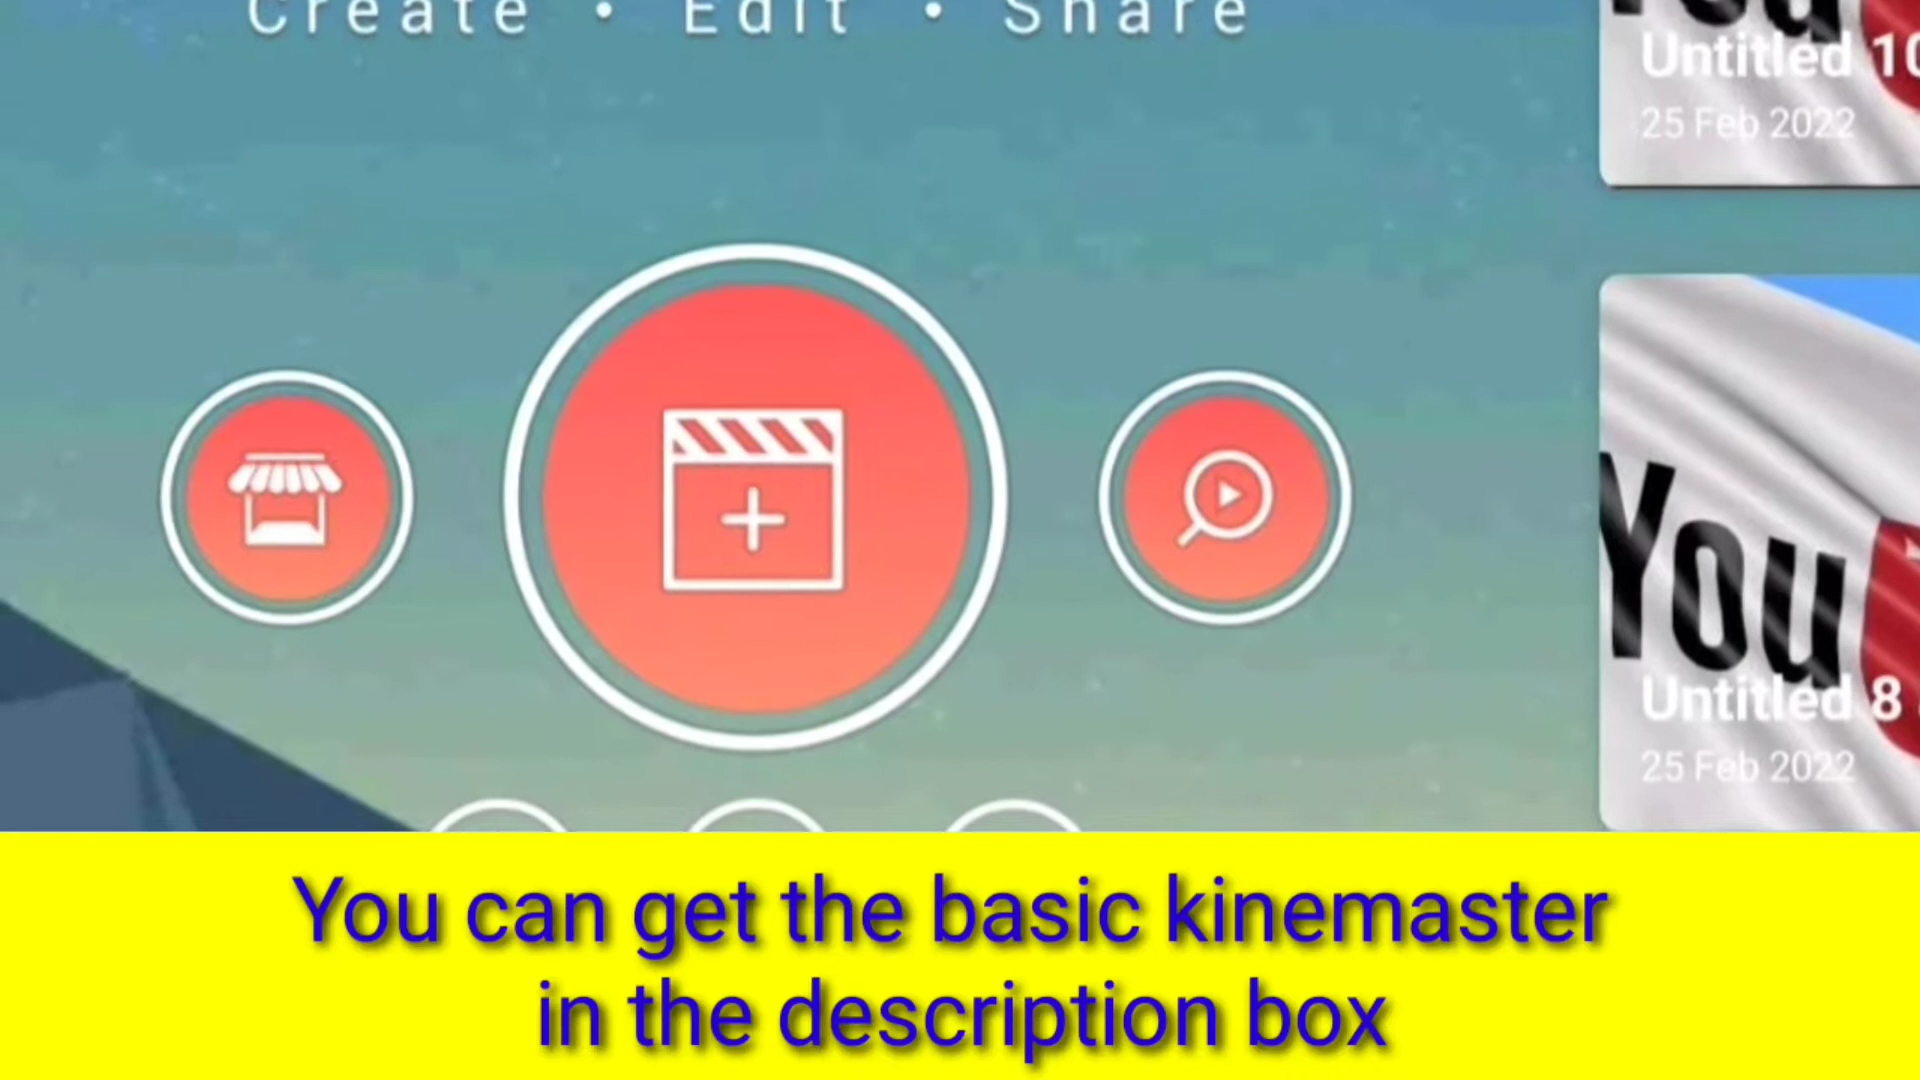 Create • Edit • Share
Untitled 10
25 Feb 2022
You
Untitled 8
25 Feb 2022
You can get the basic kinemaster
in the description box